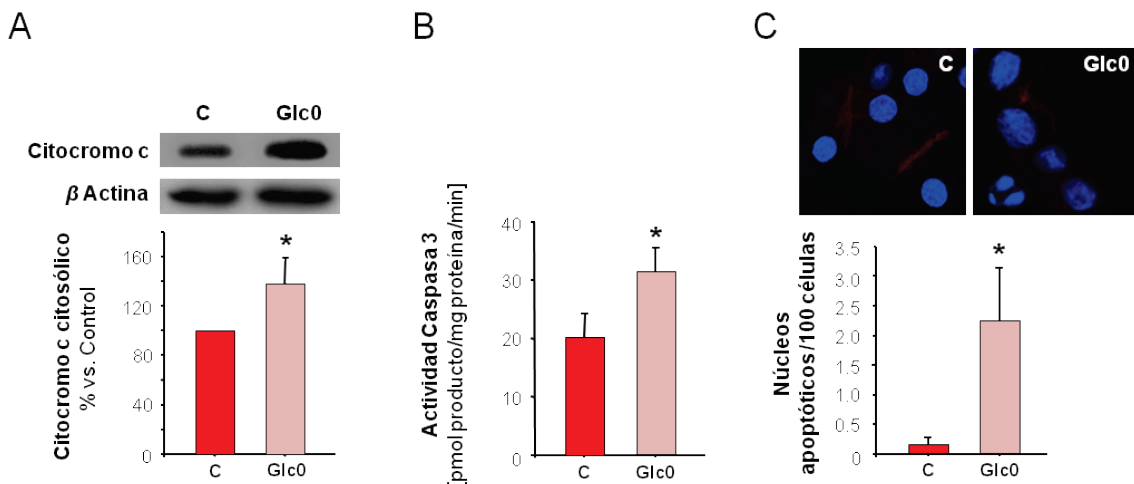 A
C Glc0
Citocromo c
β Actina
Citocromo c citosólico
% vs. Control
160
120
80
40
0
*
C Glc0
B
Actividad Caspasa 3
[pmol producto/mg proteína/min]
40
30
20
10
0
*
C Glc0
C
C
Glc0
Núcleos
apoptóticos/100 células
3.5
3.0
2.5
2.0
1.5
1.0
0.5
0
*
C Glc0